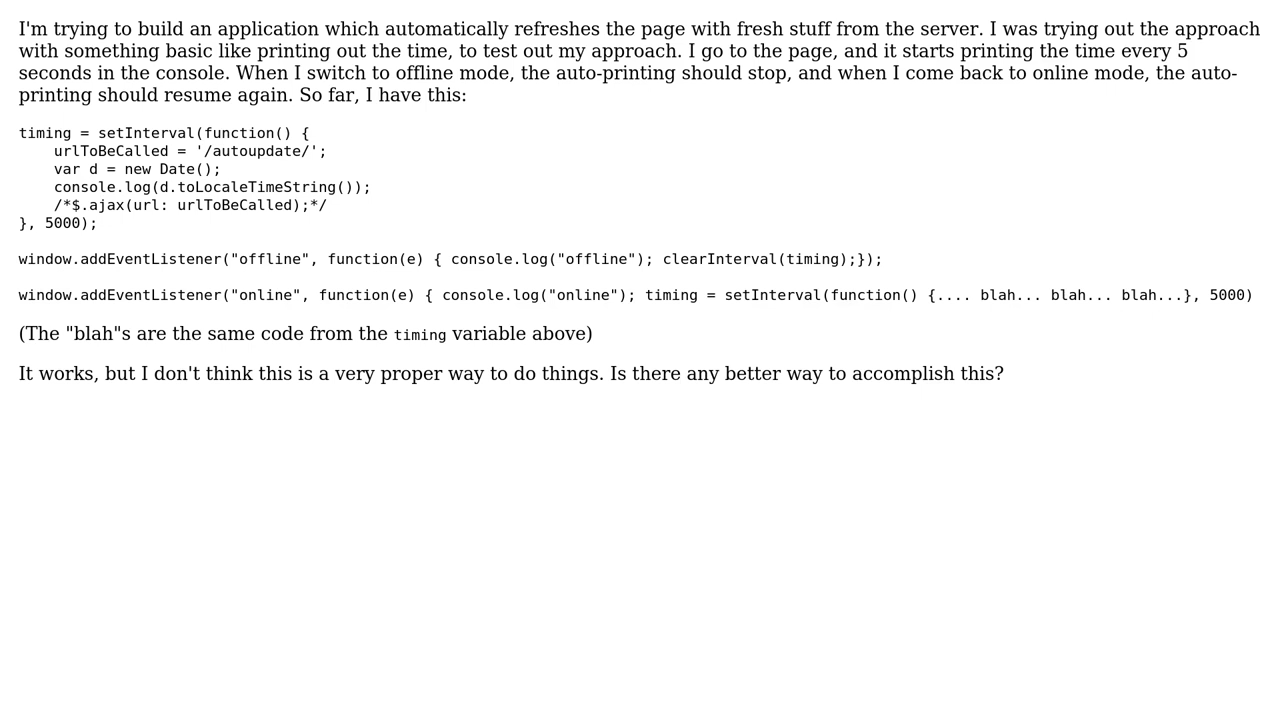 I'm trying to build an application which automatically refreshes the page with fresh stuff from the server. I was trying out the approach
with something basic like printing out the time, to test out my approach. I go to the page, and it starts printing the time every 5
seconds in the console. When I switch to offline mode, the auto-printing should stop, and when I come back to online mode, the auto-
printing should resume again. So far, I have this:
timing = setInterval(function() {
    urlToBeCalled = '/autoupdate/';
    var d = new Date();
    console.log(d.toLocaleTimeString());
    /*$.ajax(url: urlToBeCalled);*/
}, 5000);
window.addEventListener("offline", function(e) { console.log("offline"); clearInterval(timing);});
window.addEventListener("online", function(e) { console.log("online"); timing = setInterval(function() {.... blah... blah... blah...}, 5000)
(The "blah"s are the same code from the timing variable above)
It works, but I don't think this is a very proper way to do things. Is there any better way to accomplish this?